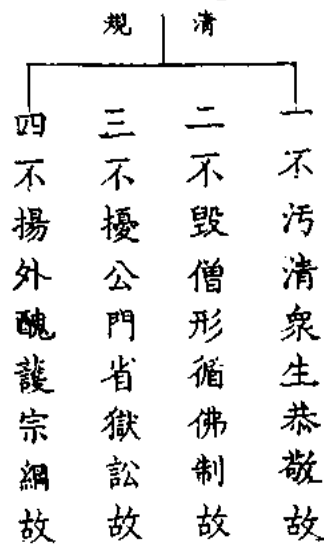 清規
一不污清衆生恭敬故
二不毀僧形循佛制故
三不擾公門省獄訟故
四不揚外醜護宗綱故